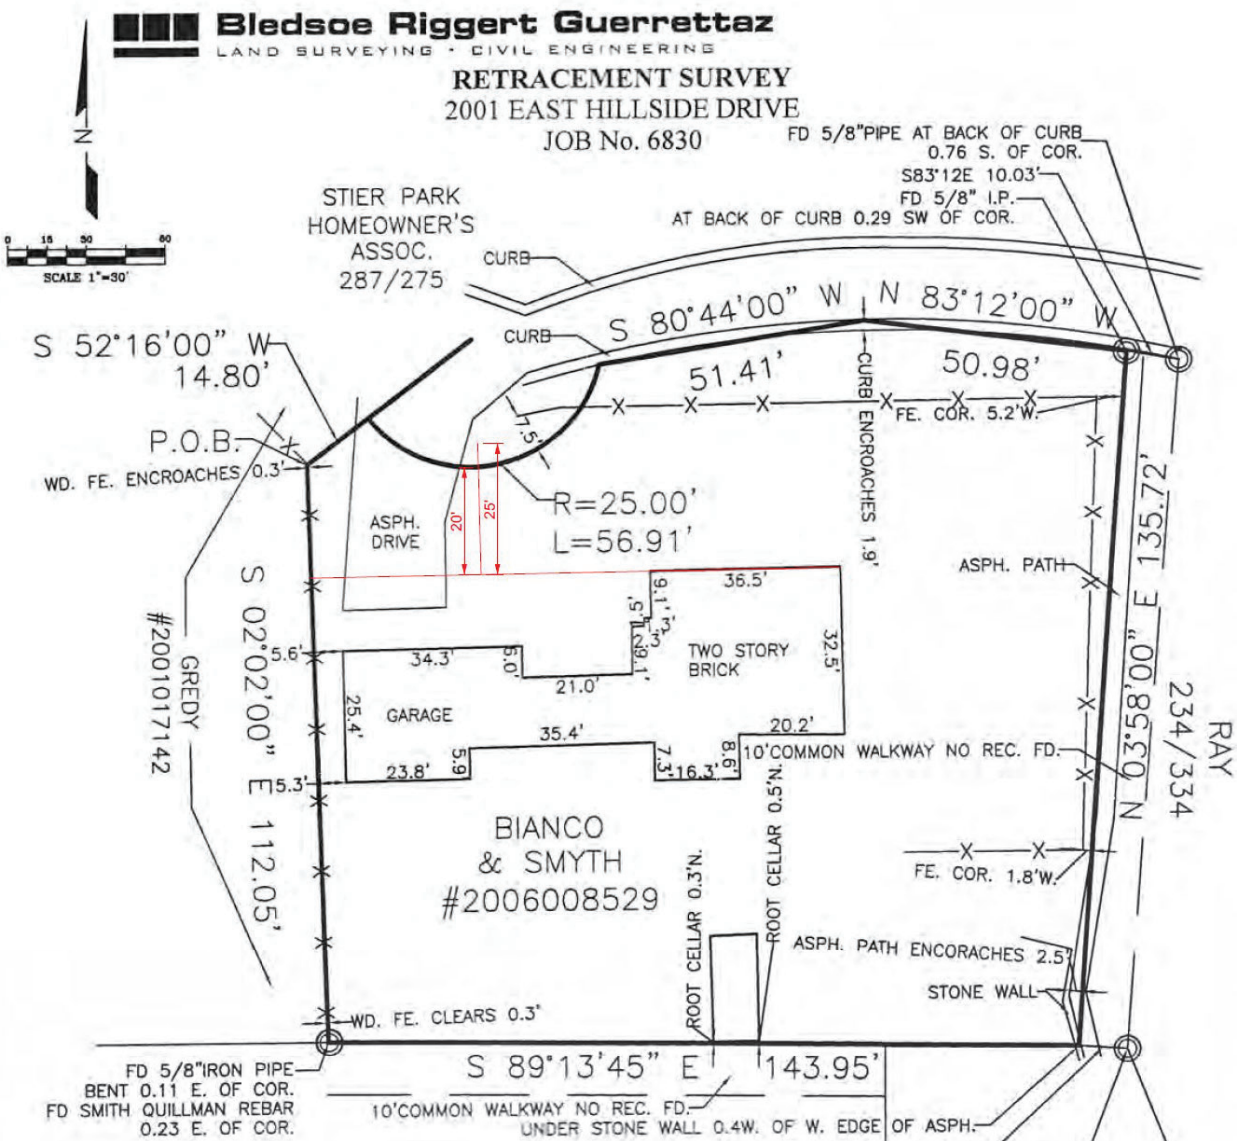 Bledsoe Riggert Guerrettaz
LAND SURVEYING · CIVIL ENGINEERING
RETRACEMENT SURVEY
2001 EAST HILLSIDE DRIVE
JOB No. 6830
N
0 15 30 60
SCALE 1"=30'
STIER PARK
HOMEOWNER'S
ASSOC.
287/275
FD 5/8"PIPE AT BACK OF CURB
0.76 S. OF COR.
S83°12E 10.03'
FD 5/8" I.P.
AT BACK OF CURB 0.29 SW OF COR.
CURB
CURB
S 80°44'00" W
N 83°12'00" W
51.41'
50.98'
S 52°16'00" W
14.80'
P.O.B.
WD. FE. ENCROACHES 0.3'
X
FE. COR. 5.2'W.
CURB ENCROACHES 1.9'
7.5'
R=25.00'
L=56.91'
20'
25'
ASPH.
DRIVE
ASPH. PATH
N 03°58'00" E 135.72'
RAY
234/334
GREDY
#2001017142
S 02°02'00" E 112.05'
36.5'
9.1'
.5'
.3'
2.3'
9.1'
TWO STORY
BRICK
32.5'
5.6'
34.3'
6.0'
21.0'
25.4'
GARAGE
35.4'
20.2'
5.3'
23.8'
5.9
7.3'
16.3'
8.6'
10'COMMON WALKWAY NO REC. FD.
BIANCO
& SMYTH
#2006008529
ROOT CELLAR 0.3'N.
ROOT CELLAR 0.5'N.
FE. COR. 1.8'W.
ASPH. PATH ENCORACHES 2.5'
STONE WALL
WD. FE. CLEARS 0.3'
S 89°13'45" E 143.95'
FD 5/8"IRON PIPE
BENT 0.11 E. OF COR.
FD SMITH QUILLMAN REBAR
0.23 E. OF COR.
10'COMMON WALKWAY NO REC. FD.
UNDER STONE WALL 0.4W. OF W. EDGE OF ASPH.